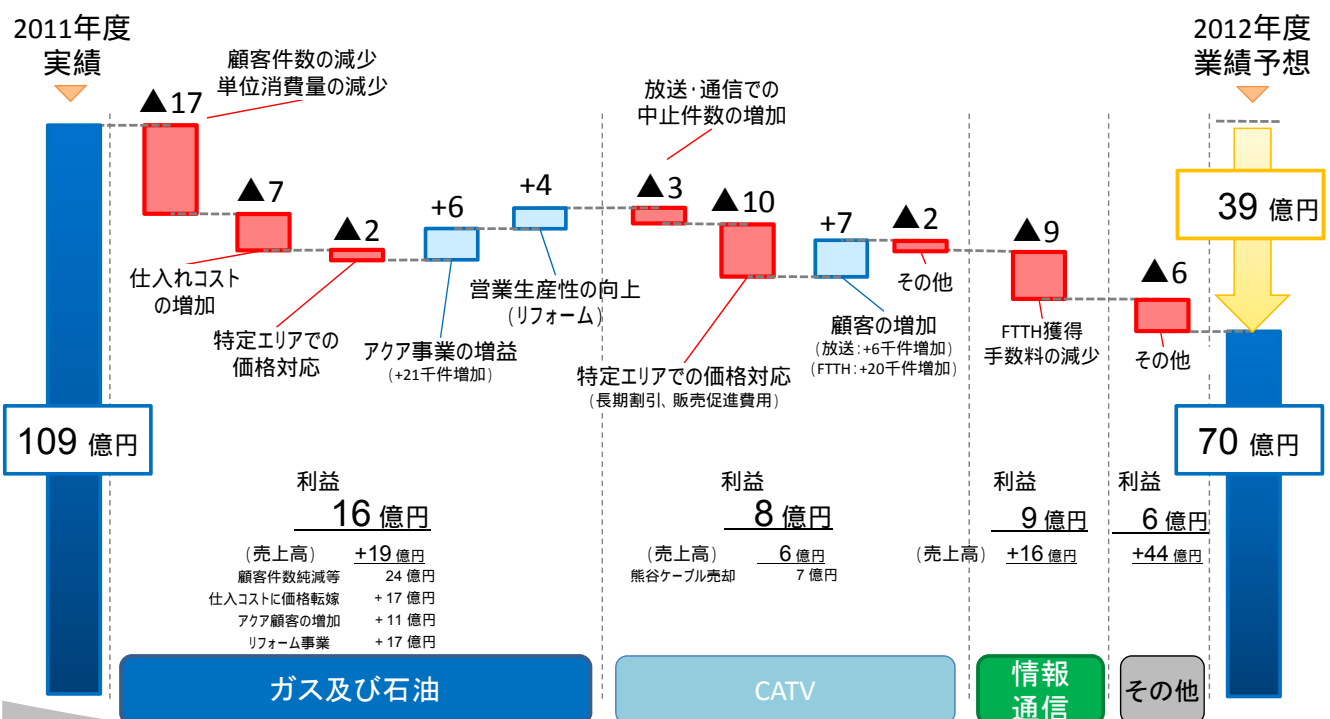 2011年度
実績
2012年度
業績予想
顧客件数の減少
単位消費量の減少
▲17
▲7
▲2
+6
+4
仕入れコスト
の増加
特定エリアでの
価格対応
アクア事業の増益
(+21千件増加)
営業生産性の向上
(リフォーム)
放送・通信での
中止件数の増加
▲3
▲10
+7
▲2
その他
特定エリアでの価格対応
(長期割引、販売促進費用)
顧客の増加
(放送:+6千件増加)
(FTTH:+20千件増加)
▲9
FTTH獲得
手数料の減少
▲6
その他
39 億円
109 億円
70 億円
利益
16 億円
(売上高) +19 億円
顧客件数純減等 24 億円
仕入コストに価格転嫁 + 17 億円
アクア顧客の増加 + 11 億円
リフォーム事業 + 17 億円
利益
8 億円
(売上高) 6 億円
熊谷ケーブル売却 7 億円
利益
9 億円
(売上高) +16 億円
利益
6 億円
+44 億円
ガス及び石油
CATV
情報
通信
その他